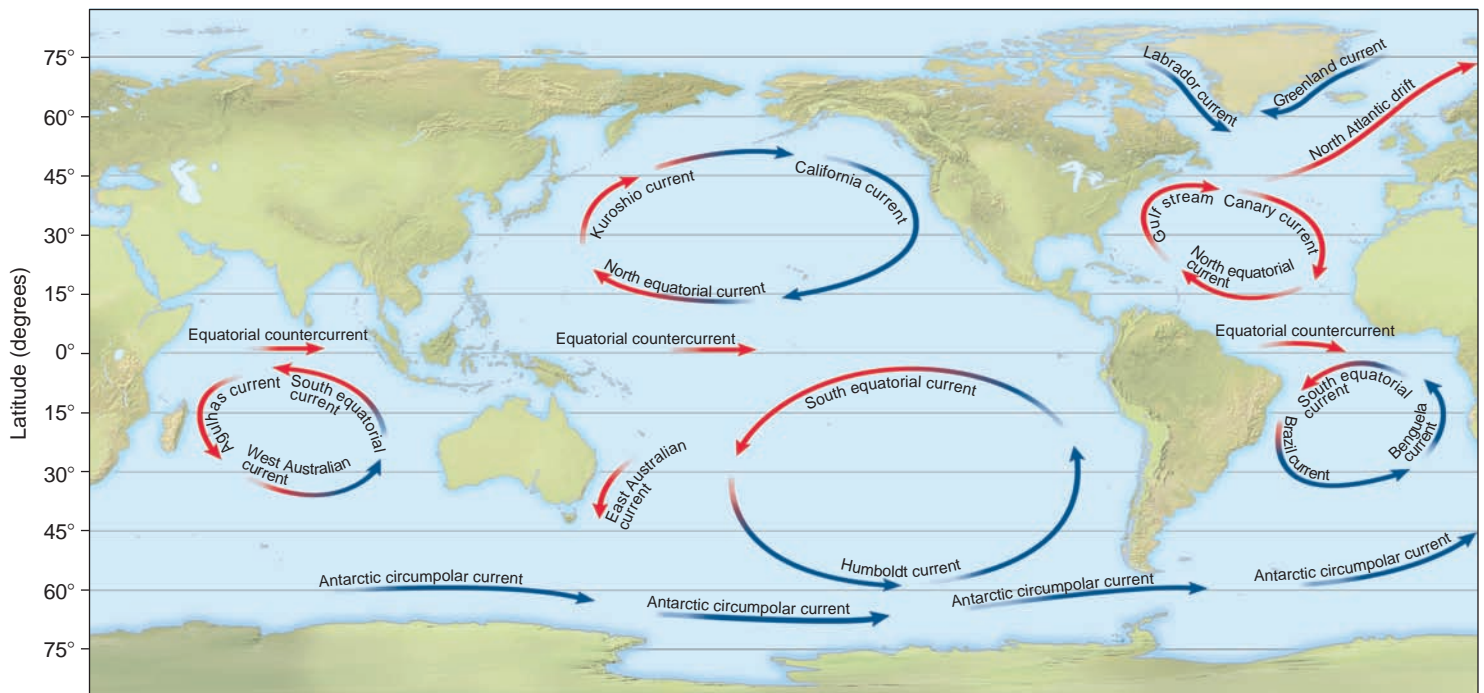 Latitude (degrees)
75°
60°
45°
30°
15°
0°
15°
30°
45°
60°
75°
Labrador current
Greenland current
North Atlantic drift
Kuroshio current
California current
North equatorial current
Gulf stream
Canary current
North equatorial
current
Equatorial countercurrent
Equatorial countercurrent
Equatorial countercurrent
Agulhas current
South equatorial
current
West Australian
current
East Australian
current
South equatorial current
Humboldt current
South equatorial
current
Brazil current
Benguela
current
Antarctic circumpolar current
Antarctic circumpolar current
Antarctic circumpolar current
Antarctic circumpolar current